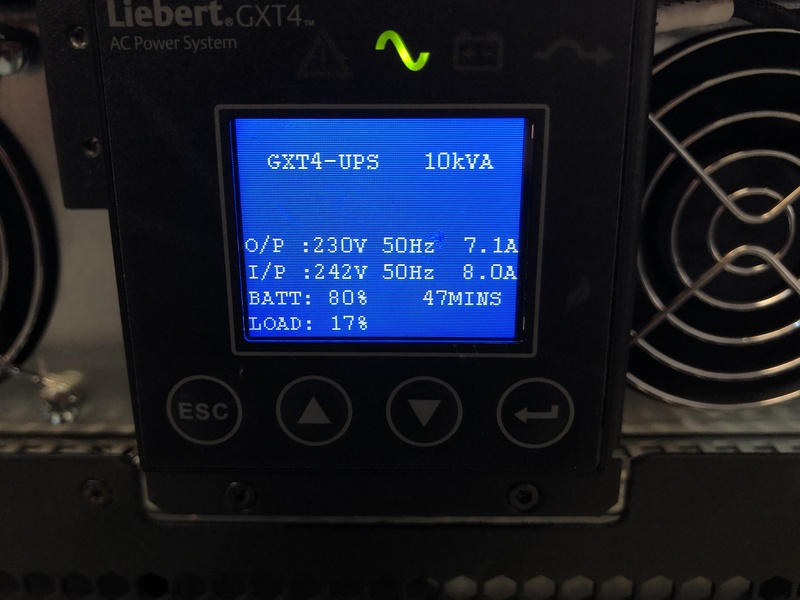 Liebert® GXT4™
AC Power System
GXT4-UPS 10kVA
O/P :230V 50Hz 7.1A
I/P :242V 50Hz 8.0A
BATT: 80% 47MINS
LOAD: 17%
ESC